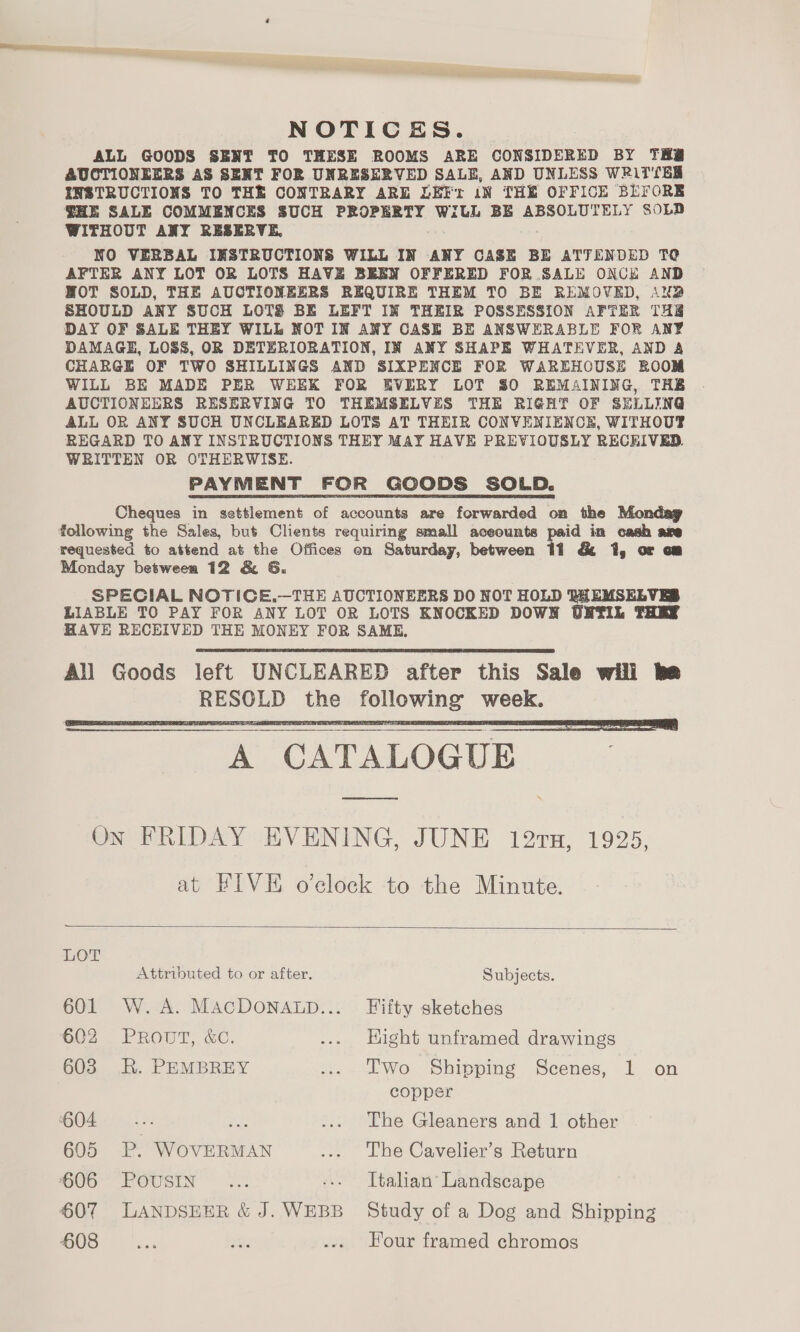 NOTICES.
ALL GOODS SENT TO THESE ROOMS ARE CONSIDERED BY THE
AUCTIONEERS AS SENT FOR UNRESERVED SALE, AND UNLESS WRITTEN
INSTRUCTIONS TO THE CONTRARY ARE LEFT IN THE OFFICE BEFORE
THE SALE COMMENCES SUCH PROPERTY WILL BE ABSOLUTELY SOLD
WITHOUT ANY RESERVE.
NO VERBAL INSTRUCTIONS WILL IN ANY CASE BE ATTENDED TO
AFTER ANY LOT OR LOTS HAVE BEEN OFFERED FOR SALE ONCE AND
NOT SOLD, THE AUCTIONEERS REQUIRE THEM TO BE REMOVED, AND
SHOULD ANY SUCH LOTS BE LEFT IN THEIR POSSESSION AFTER THE
DAY OF SALE THEY WILL NOT IN ANY CASE BE ANSWERABLE FOR ANY
DAMAGE, LOSS, OR DETERIORATION, IN ANY SHAPE WHATEVER, AND A
CHARGE OF TWO SHILLINGS AND SIXPENCE FOR WAREHOUSE ROOM
WILL BE MADE PER WEEK FOR EVERY LOT SO REMAINING, THE
AUCTIONEERS RESERVING TO THEMSELVES THE RIGHT OF SELLING
ALL OR ANY SUCH UNCLEARED LOTS AT THEIR CONVENIENCE, WITHOUT
REGARD TO ANY INSTRUCTIONS THEY MAY HAVE PREVIOUSLY RECEIVED.
WRITTEN OR OTHERWISE.
PAYMENT FOR GOODS SOLD.
Cheques in settlement of accounts are forwarded on the Monday
following the Sales, but Clients requiring small accounts paid in cash are
requested to attend at the Offices on Saturday, between 11 & 1, or on
Monday between 12 & 6.
SPECIAL NOTICE.—THE AUCTIONEERS DO NOT HOLD THEMSELVES
LIABLE TO PAY FOR ANY LOT OR LOTS KNOCKED DOWN UNTIL THEY
HAVE RECEIVED THE MONEY FOR SAME.
All Goods left UNCLEARED after this Sale will be
RESOLD the following week.
A CATALOGUE
On FRIDAY EVENING, JUNE 12TH, 1925,
at FIVE o'clock to the Minute.
LOT
Attributed to or after. Subjects.
601 W. A. MACDONALD... Fifty sketches
602 PROUT, &C. ... Eight unframed drawings
603 R. PEMBREY ... Two Shipping Scenes, 1 on
copper
604 ... ... ... The Gleaners and 1 other
605 P. WOVERMAN ... The Cavelier's Return
606 POUSIN ... ... Italian Landscape
607 LANDSEER & J. WEBB Study of a Dog and Shipping
608 ... ... ... Four framed chromos